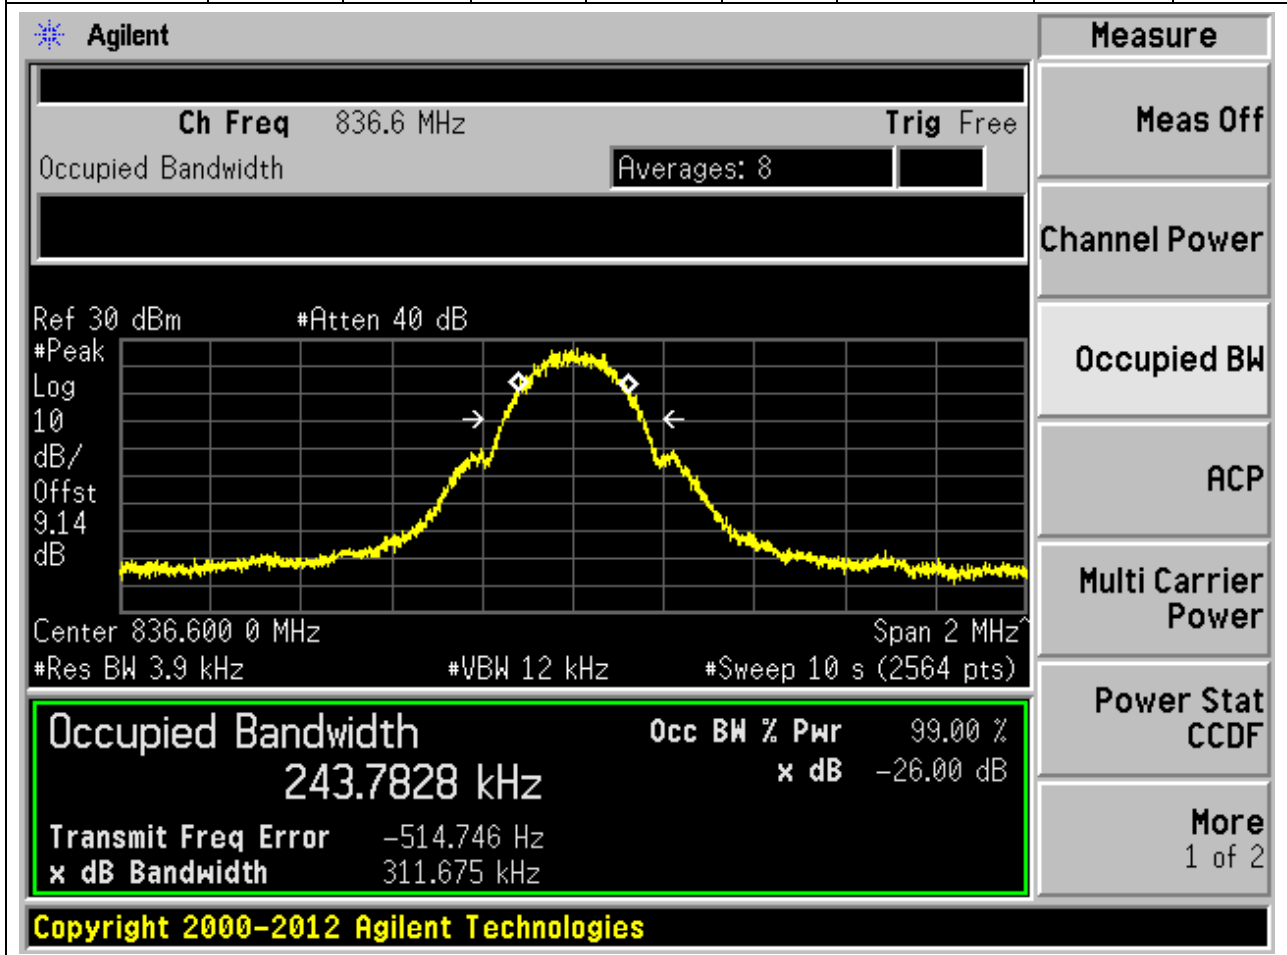 Agilent
Measure
Ch Freq 836.6 MHz Trig Free
Occupied Bandwidth Averages: 8
Meas Off
Channel Power
Occupied BW
ACP
Multi Carrier
Power
Power Stat
CCDF
More
1 of 2
Ref 30 dBm #Atten 40 dB
#Peak
Log
10
dB/
Offst
9.14
dB
Center 836.600 0 MHz Span 2 MHz^
#Res BW 3.9 kHz #VBW 12 kHz #Sweep 10 s (2564 pts)
Occupied Bandwidth Occ BW % Pwr 99.00 %
243.7828 kHz x dB -26.00 dB
Transmit Freq Error -514.746 Hz
x dB Bandwidth 311.675 kHz
Copyright 2000-2012 Agilent Technologies